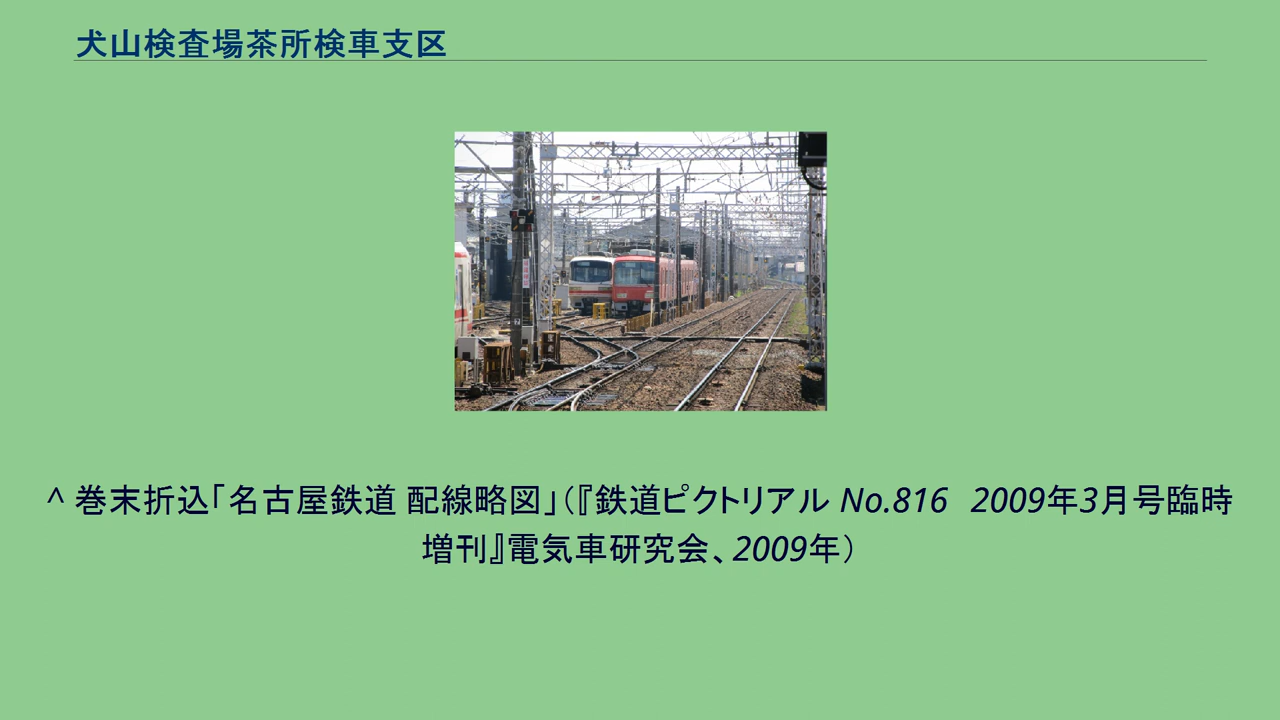 犬山検査場茶所検車支区
^ 巻末折込「名古屋鉄道 配線略図」（『鉄道ピクトリアル No.816　2009年3月号臨時
増刊』電気車研究会、2009年）